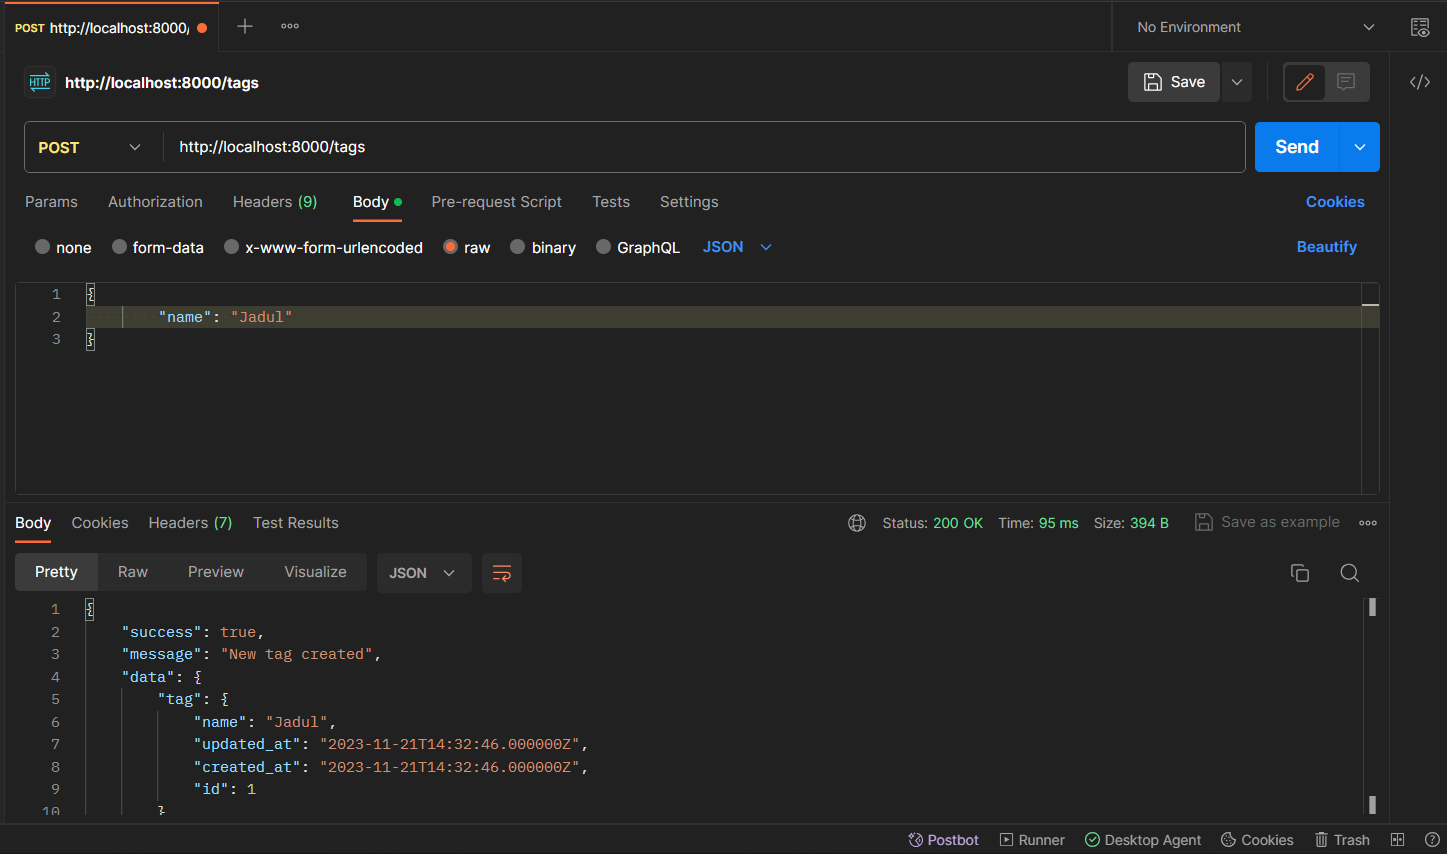 POST http://localhost:8000/
No Environment
HTTP http://localhost:8000/tags
Save
POST http://localhost:8000/tags
Send
Params Authorization Headers (9) Body Pre-request Script Tests Settings Cookies
none form-data x-www-form-urlencoded raw binary GraphQL JSON Beautify
1 {
2 "name": "Jadul"
3 }
Body Cookies Headers (7) Test Results Status: 200 OK Time: 95 ms Size: 394 B Save as example
Pretty Raw Preview Visualize JSON
1 {
2 "success": true,
3 "message": "New tag created",
4 "data": {
5 "tag": {
6 "name": "Jadul",
7 "updated_at": "2023-11-21T14:32:46.000000Z",
8 "created_at": "2023-11-21T14:32:46.000000Z",
9 "id": 1
10 }
Postbot Runner Desktop Agent Cookies Trash